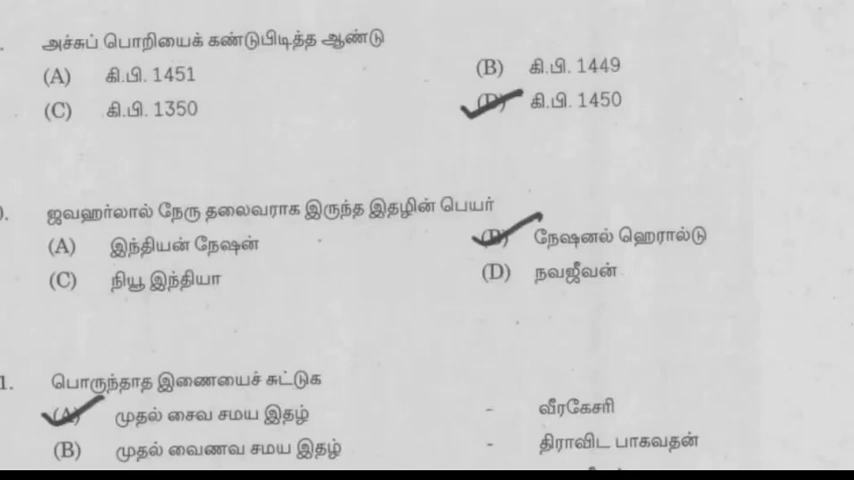 . அச்சுப் பொறியைக் கண்டுபிடித்த ஆண்டு
(A) கி.பி. 1451 (B) கி.பி. 1449
(C) கி.பி. 1350 (D) கி.பி. 1450
). ஜவஹர்லால் நேரு தலைவராக இருந்த இதழின் பெயர்
(A) இந்தியன் நேஷன் (B) நேஷனல் ஹெரால்டு
(C) நியூ இந்தியா (D) நவஜீவன்
1. பொருந்தாத இணையைச் சுட்டுக
(A) முதல் சைவ சமய இதழ் - வீரகேசரி
(B) முதல் வைணவ சமய இதழ் - திராவிட பாகவதன்